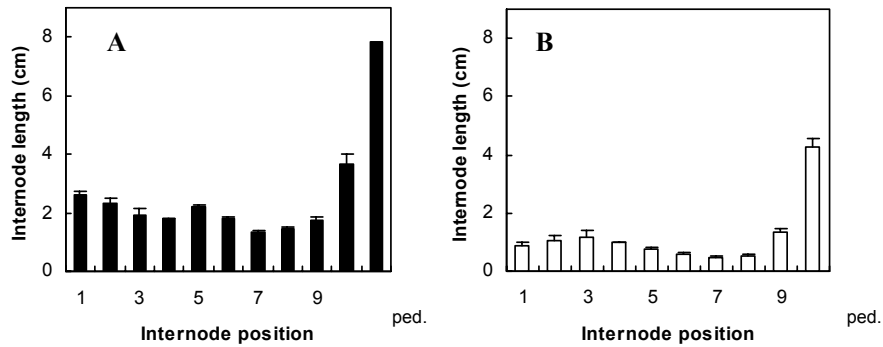 A
Internode length (cm)
8
6
4
2
0
1 3 5 7 9
ped.
Internode position
B
Internode length (cm)
8
6
4
2
0
1 3 5 7 9
ped.
Internode position